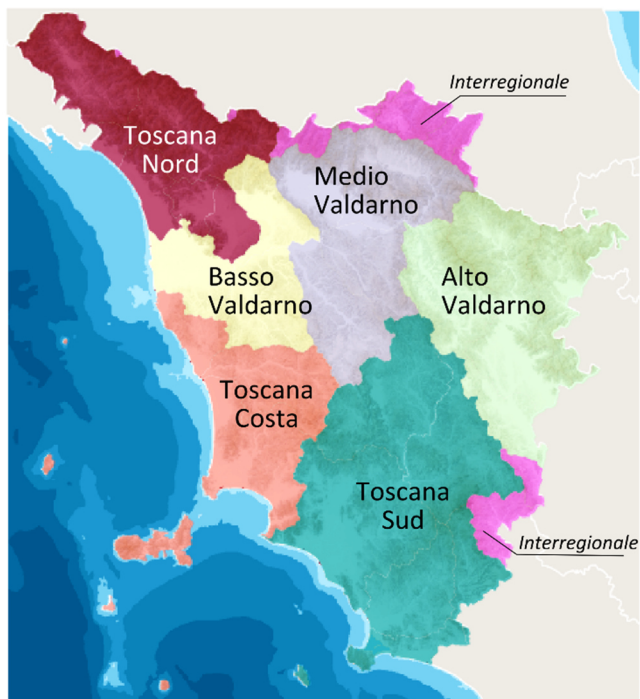 Interregionale
Toscana
Nord
Medio
Valdarno
Basso
Valdarno
Alto
Valdarno
Toscana
Costa
Toscana
Sud
Interregionale